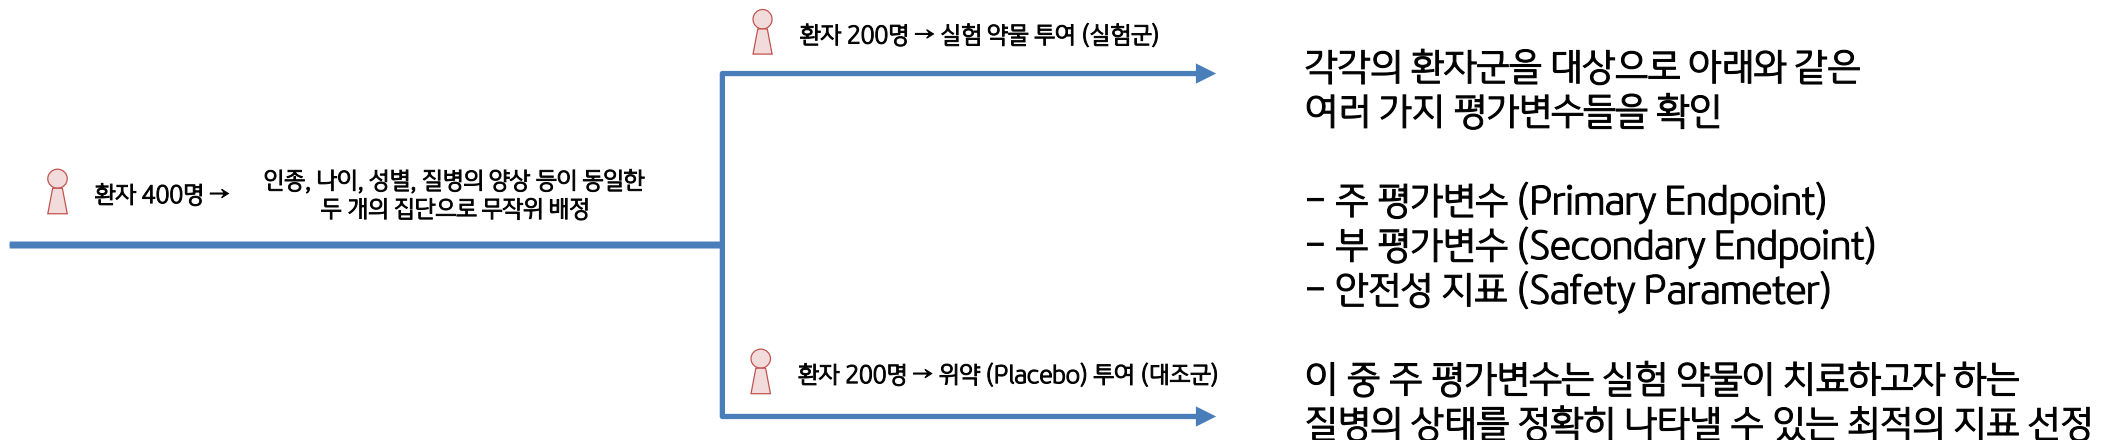 환자 400명 →
인종, 나이, 성별, 질병의 양상 등이 동일한
두 개의 집단으로 무작위 배정
환자 200명 → 실험 약물 투여 (실험군)
환자 200명 → 위약 (Placebo) 투여 (대조군)
각각의 환자군을 대상으로 아래와 같은
여러 가지 평가변수들을 확인
- 주 평가변수 (Primary Endpoint)
- 부 평가변수 (Secondary Endpoint)
- 안전성 지표 (Safety Parameter)
이 중 주 평가변수는 실험 약물이 치료하고자 하는
질병의 상태를 정확히 나타낼 수 있는 최적의 지표 선정